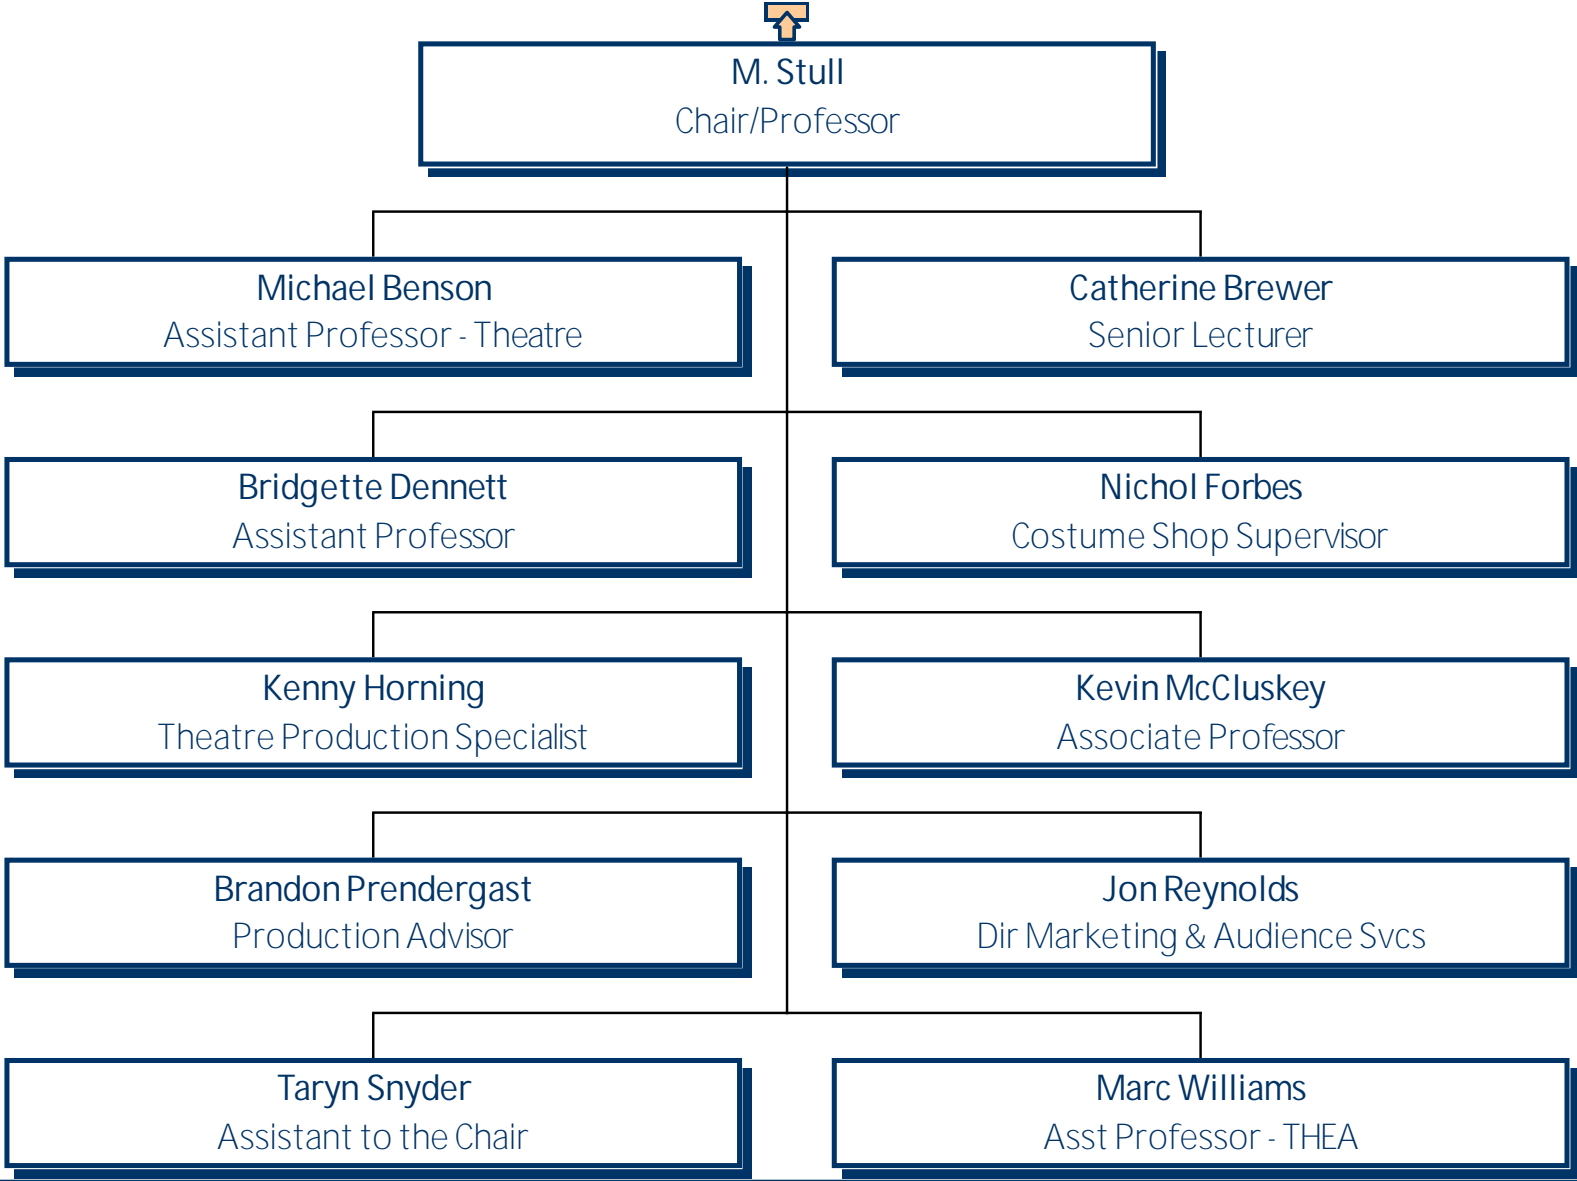 M. Stull
Chair/Professor
Michael Benson
Assistant Professor - Theatre
Catherine Brewer
Senior Lecturer
Bridgette Dennett
Assistant Professor
Nichol Forbes
Costume Shop Supervisor
Kenny Horning
Theatre Production Specialist
Kevin McCluskey
Associate Professor
Brandon Prendergast
Production Advisor
Jon Reynolds
Dir Marketing & Audience Svcs
Taryn Snyder
Assistant to the Chair
Marc Williams
Asst Professor - THEA